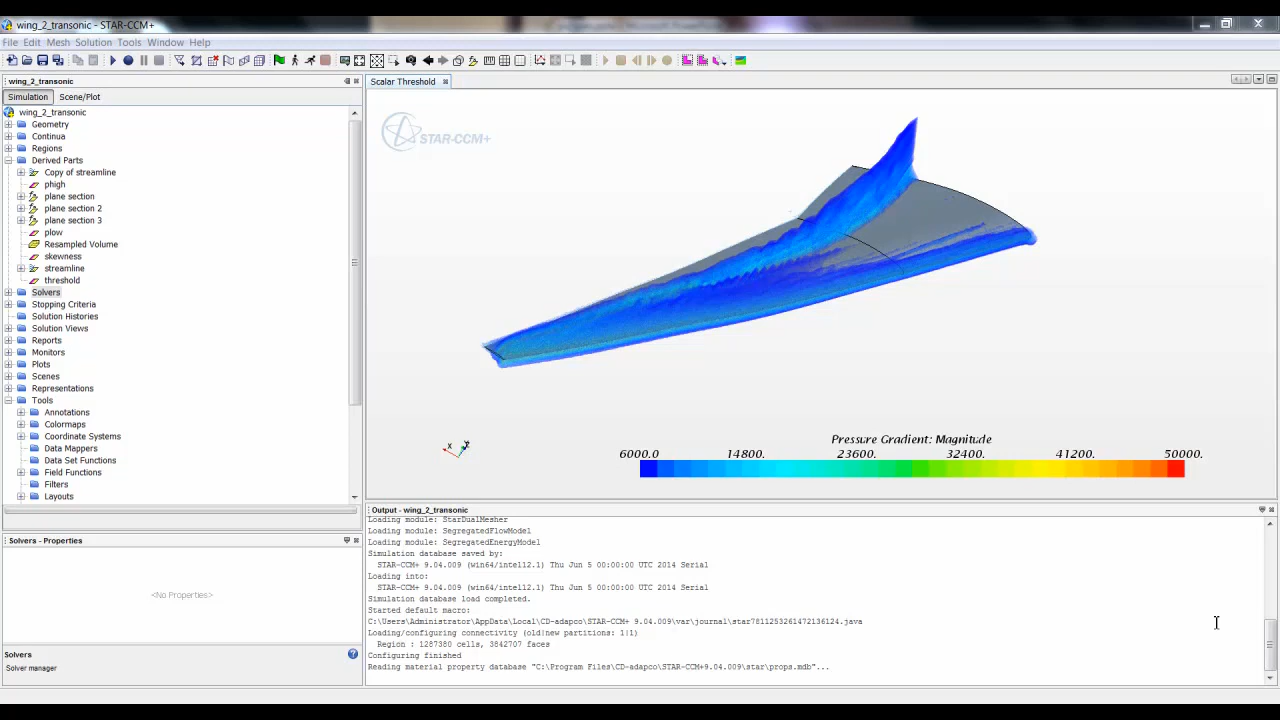 wing_2_transonic - STAR-CCM+
File Edit Mesh Solution Tools Window Help
wing_2_transonic
Simulation Scene/Plot
wing_2_transonic
Geometry
Continua
Regions
Derived Parts
Copy of streamline
phigh
plane section
plane section 2
plane section 3
plow
Resampled Volume
skewness
streamline
threshold
Solvers
Stopping Criteria
Solution Histories
Solution Views
Reports
Monitors
Plots
Scenes
Representations
Tools
Annotations
Colormaps
Coordinate Systems
Data Mappers
Data Set Functions
Field Functions
Filters
Layouts
Solvers - Properties
<No Properties>
Solvers
Solver manager
Scalar Threshold
STAR-CCM+
X
Pressure Gradient: Magnitude
6000.0 14800. 23600. 32400. 41200. 50000.
Output - wing_2_transonic
Loading module: StarDualMesher
Loading module: SegregatedFlowModel
Loading module: SegregatedEnergyModel
Simulation database saved by:
STAR-CCM+ 9.04.009 (win64/intel12.1) Thu Jun 5 00:00:00 UTC 2014 Serial
Loading into:
STAR-CCM+ 9.04.009 (win64/intel12.1) Thu Jun 5 00:00:00 UTC 2014 Serial
Simulation database load completed.
Started default macro:
C:\Users\Administrator\AppData\Local\CD-adapco\STAR-CCM+ 9.04.009\var\journal\star7811253261472136124.java
Loading/configuring connectivity (old|new partitions: 1|1)
Region : 1287380 cells, 3842707 faces
Configuring finished
Reading material property database "C:\Program Files\CD-adapco\STAR-CCM+9.04.009\star\props.mdb"...